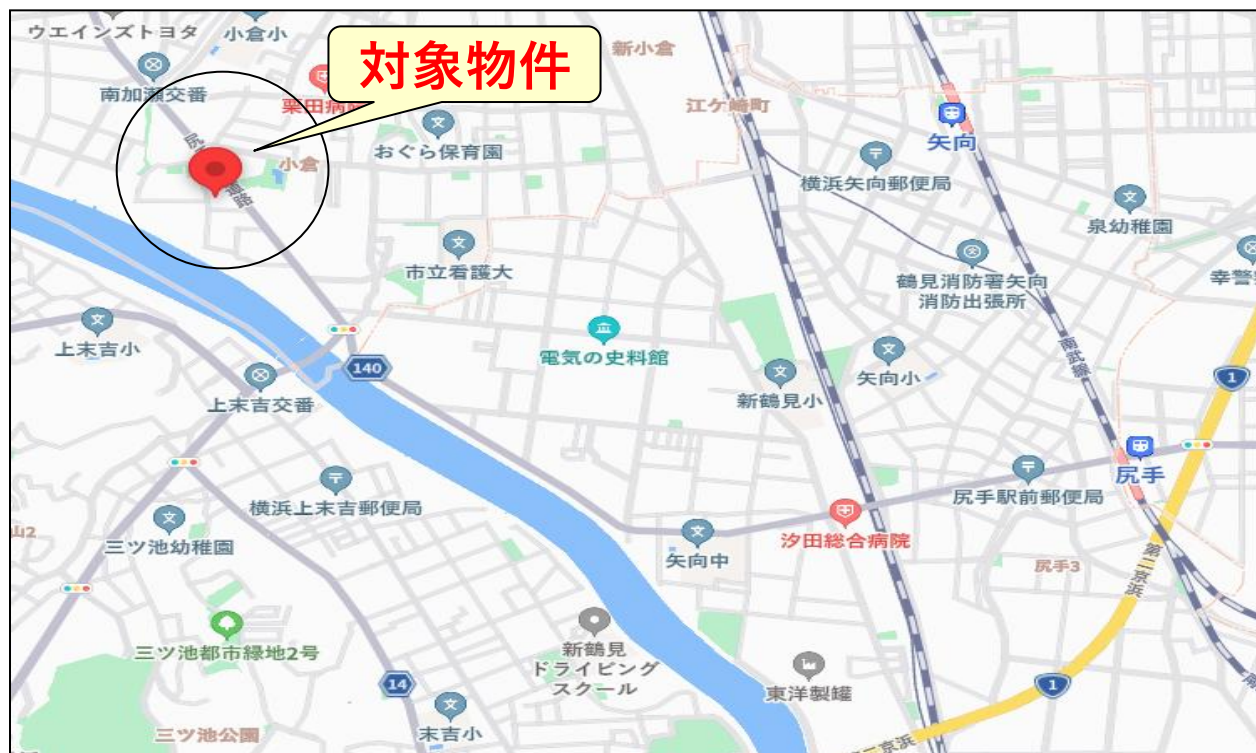 ウエインズトヨタ
小倉小
対象物件
新小倉
南加瀬交番
栗田病院
江ケ崎町
矢向
尻
おぐら保育園
小倉
横浜矢向郵便局
道路
泉幼稚園
市立看護大
鶴見消防署矢向
消防出張所
幸警
上末吉小
電気の史料館
南武線
140
矢向小
1
上末吉交番
新鶴見小
尻手
横浜上末吉郵便局
尻手駅前郵便局
山2
三ツ池幼稚園
矢向中
汐田総合病院
尻手3
第二京浜
三ツ池都市緑地2号
新鶴見
ドライビング
スクール
14
東洋製罐
1
三ツ池公園
末吉小
二京浜